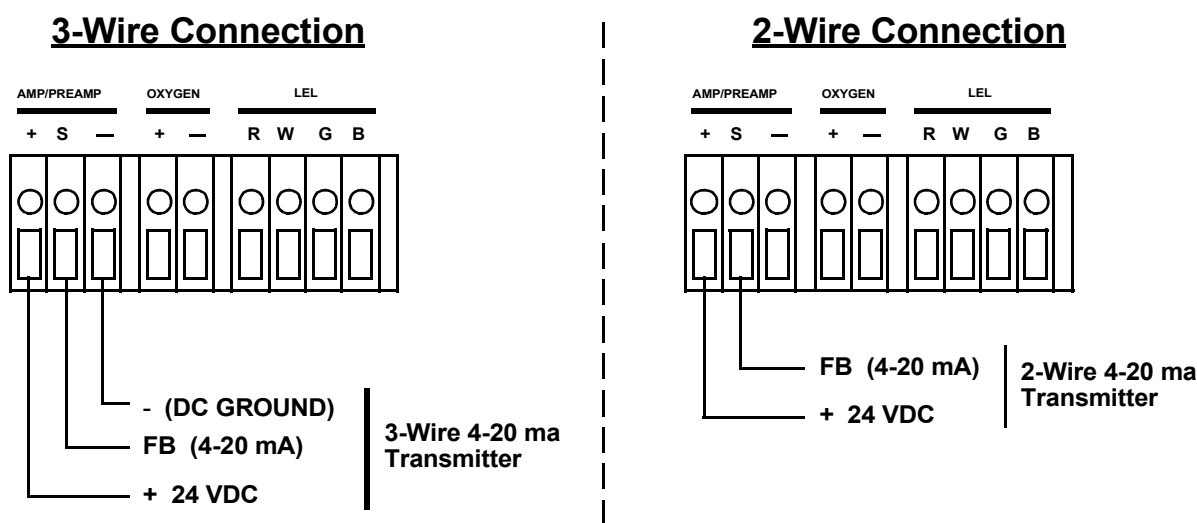 3-Wire Connection
AMP/PREAMP OXYGEN LEL
+ S — + — R W G B
- (DC GROUND)
FB (4-20 mA)
+ 24 VDC
3-Wire 4-20 ma
Transmitter
2-Wire Connection
AMP/PREAMP OXYGEN LEL
+ S — + — R W G B
FB (4-20 mA)
+ 24 VDC
2-Wire 4-20 ma
Transmitter